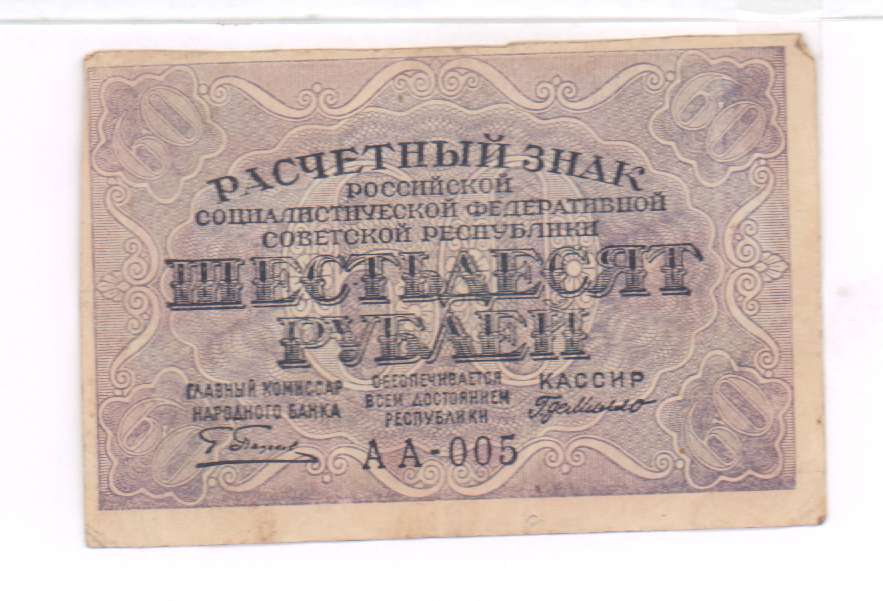 60 60
РАСЧЕТНЫЙ ЗНАК
РОССИЙСКОЙ
СОЦИАЛИСТИЧЕСКОЙ ФЕДЕРАТИВНОЙ
СОВЕТСКОЙ РЕСПУБЛИКИ
ШЕСТЬДЕСЯТ
РУБЛЕЙ
ГЛАВНЫЙ КОМИССАР
НАРОДНОГО БАНКА
ОБЕСПЕЧИВАЕТСЯ
ВСЕМ ДОСТОЯНИЕМ
РЕСПУБЛИКИ
КАССИР
АА-005
60 60